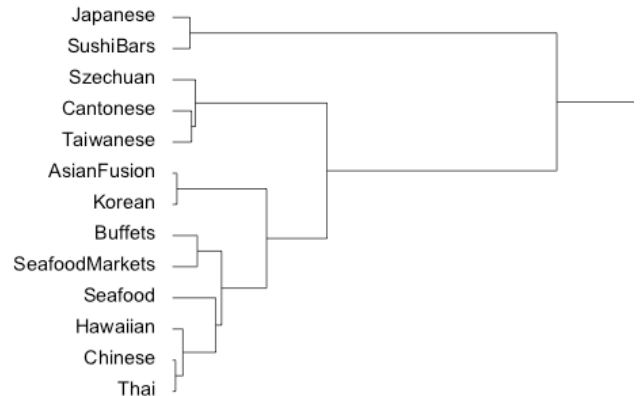 Japanese
SushiBars
Szechuan
Cantonese
Taiwanese
AsianFusion
Korean
Buffets
SeafoodMarkets
Seafood
Hawaiian
Chinese
Thai